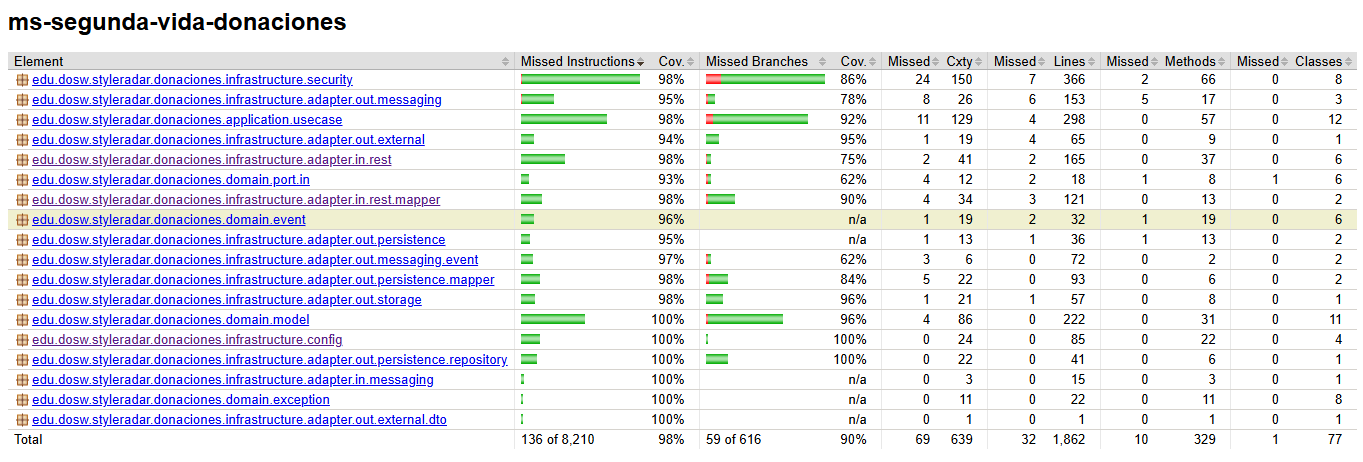 ms-segunda-vida-donaciones
Element Missed Instructions Cov. Missed Branches Cov. Missed Cxty Missed Lines Missed Methods Missed Classes
edu.dosw.styleradar.donaciones.infrastructure.security 98% 86% 24 150 7 366 2 66 0 8
edu.dosw.styleradar.donaciones.infrastructure.adapter.out.messaging 95% 78% 8 26 6 153 5 17 0 3
edu.dosw.styleradar.donaciones.application.usecase 98% 92% 11 129 4 298 0 57 0 12
edu.dosw.styleradar.donaciones.infrastructure.adapter.out.external 94% 95% 1 19 4 65 0 9 0 1
edu.dosw.styleradar.donaciones.infrastructure.adapter.in.rest 98% 75% 2 41 2 165 0 37 0 6
edu.dosw.styleradar.donaciones.domain.port.in 93% 62% 4 12 2 18 1 8 1 6
edu.dosw.styleradar.donaciones.infrastructure.adapter.in.rest.mapper 98% 90% 4 34 3 121 0 13 0 2
edu.dosw.styleradar.donaciones.domain.event 96% n/a 1 19 2 32 1 19 0 6
edu.dosw.styleradar.donaciones.infrastructure.adapter.out.persistence 95% n/a 1 13 1 36 1 13 0 2
edu.dosw.styleradar.donaciones.infrastructure.adapter.out.messaging.event 97% 62% 3 6 0 72 0 2 0 2
edu.dosw.styleradar.donaciones.infrastructure.adapter.out.persistence.mapper 98% 84% 5 22 0 93 0 6 0 2
edu.dosw.styleradar.donaciones.infrastructure.adapter.out.storage 98% 96% 1 21 1 57 0 8 0 1
edu.dosw.styleradar.donaciones.domain.model 100% 96% 4 86 0 222 0 31 0 11
edu.dosw.styleradar.donaciones.infrastructure.config 100% 100% 0 24 0 85 0 22 0 4
edu.dosw.styleradar.donaciones.infrastructure.adapter.out.persistence.repository 100% 100% 0 22 0 41 0 6 0 1
edu.dosw.styleradar.donaciones.infrastructure.adapter.in.messaging 100% n/a 0 3 0 15 0 3 0 1
edu.dosw.styleradar.donaciones.domain.exception 100% n/a 0 11 0 22 0 11 0 8
edu.dosw.styleradar.donaciones.infrastructure.adapter.out.external.dto 100% n/a 0 1 0 1 0 1 0 1
Total 136 of 8,210 98% 59 of 616 90% 69 639 32 1,862 10 329 1 77